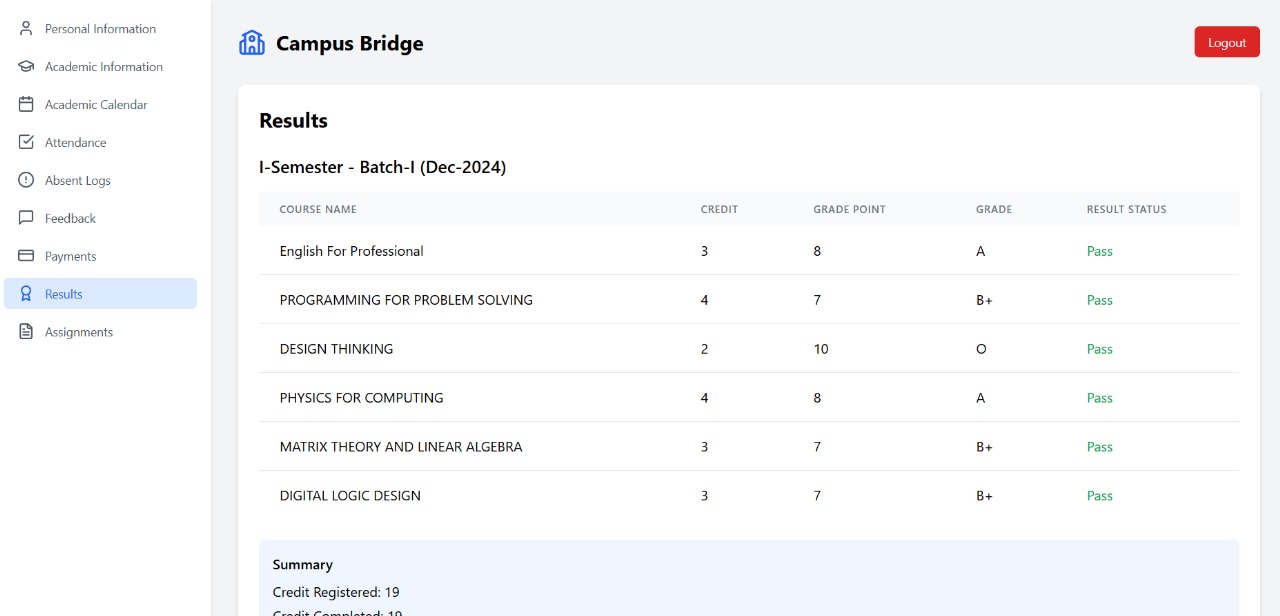 Personal Information
Academic Information
Academic Calendar
Attendance
Absent Logs
Feedback
Payments
Results
Assignments
Campus Bridge
Logout
Results
I-Semester - Batch-I (Dec-2024)
COURSE NAME CREDIT GRADE POINT GRADE RESULT STATUS
English For Professional 3 8 A Pass
PROGRAMMING FOR PROBLEM SOLVING 4 7 B+ Pass
DESIGN THINKING 2 10 O Pass
PHYSICS FOR COMPUTING 4 8 A Pass
MATRIX THEORY AND LINEAR ALGEBRA 3 7 B+ Pass
DIGITAL LOGIC DESIGN 3 7 B+ Pass
Summary
Credit Registered: 19
Credit Completed: 19